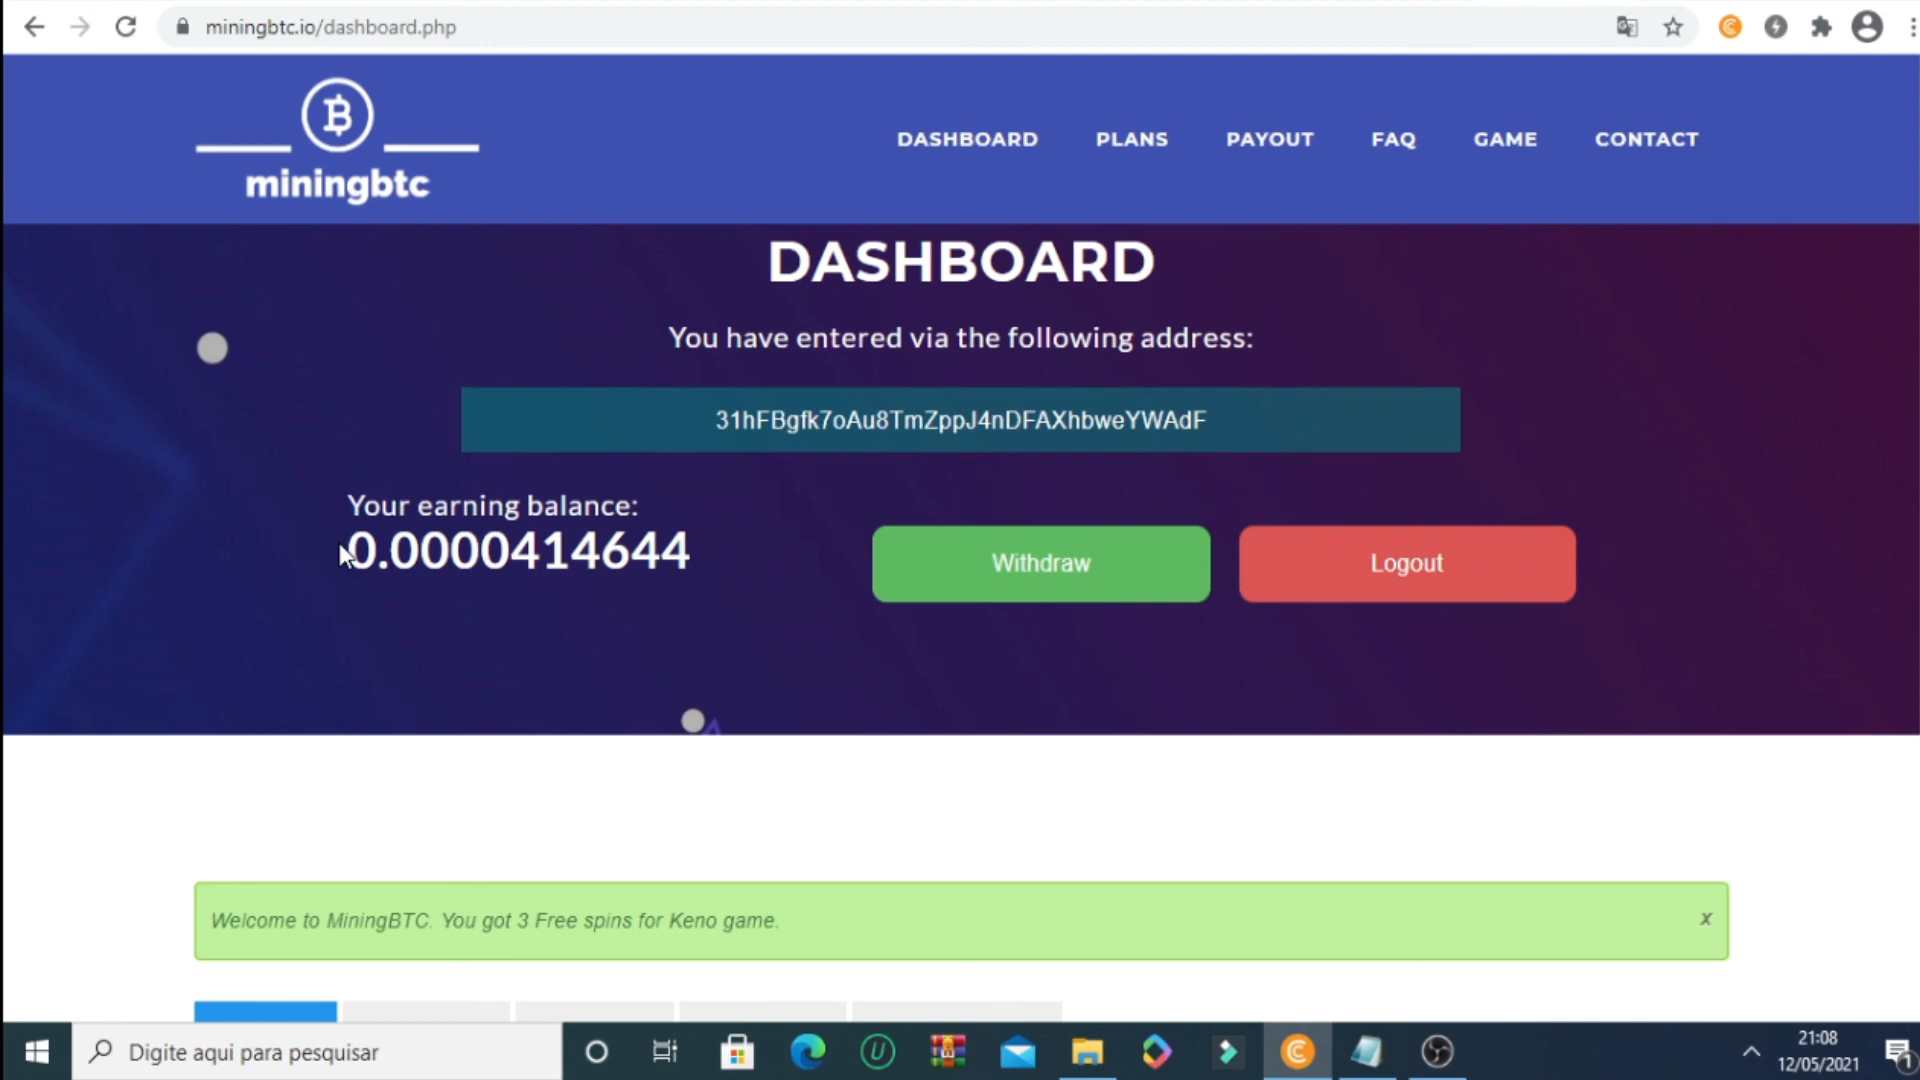 miningbtc.io/dashboard.php
miningbtc
DASHBOARD PLANS PAYOUT FAQ GAME CONTACT
DASHBOARD
You have entered via the following address:
31hFBgfk7oAu8TmZppJ4nDFAXhbweYWAdF
Your earning balance:
0.0000414644
Withdraw Logout
Welcome to MiningBTC. You got 3 Free spins for Keno game. x
Digite aqui para pesquisar
21:08
12/05/2021
1